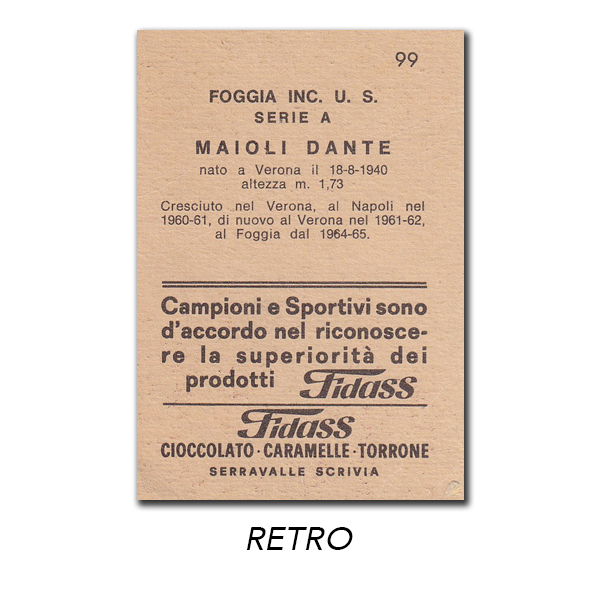 99
FOGGIA INC. U. S.
SERIE A
MAIOLI DANTE
nato a Verona il 18-8-1940
altezza m. 1,73
Cresciuto nel Verona, al Napoli nel
1960-61, di nuovo al Verona nel 1961-62,
al Foggia dal 1964-65.
Campioni e Sportivi sono
d'accordo nel riconosce-
re la superiorità dei
prodotti Fidass
Fidass
CIOCCOLATO · CARAMELLE · TORRONE
SERRAVALLE SCRIVIA
RETRO